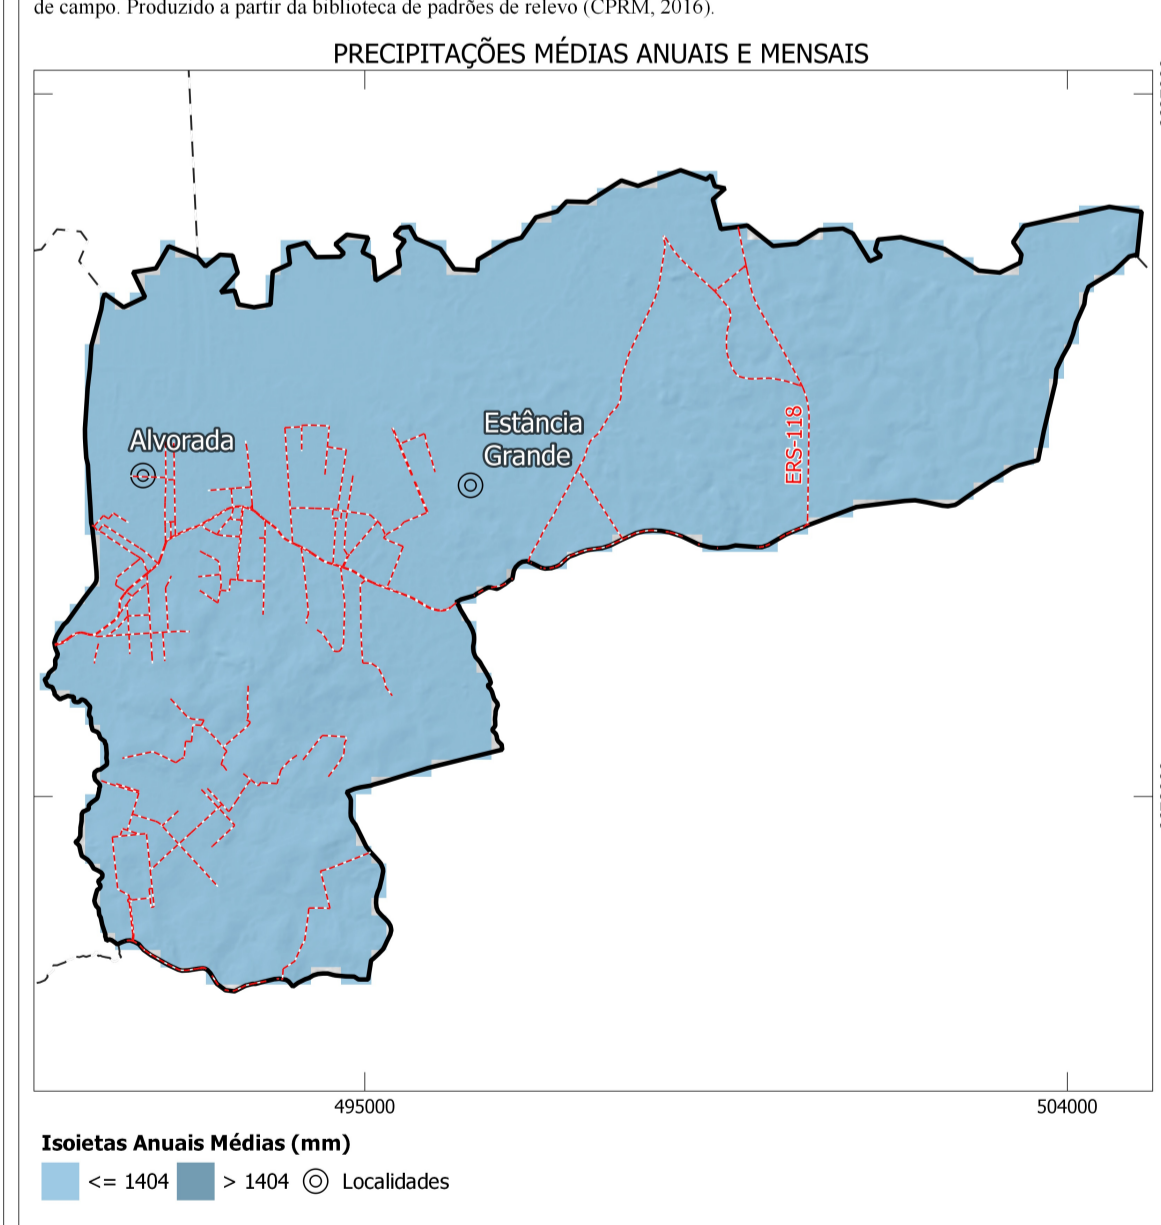 de campo. Produzido a partir da biblioteca de padrões de relevo (CPRM, 2016).
PRECIPITAÇÕES MÉDIAS ANUAIS E MENSAIS
Alvorada
Estância
Grande
ERS-118
495000
504000
Isoietas Anuais Médias (mm)
<= 1404 > 1404 Localidades